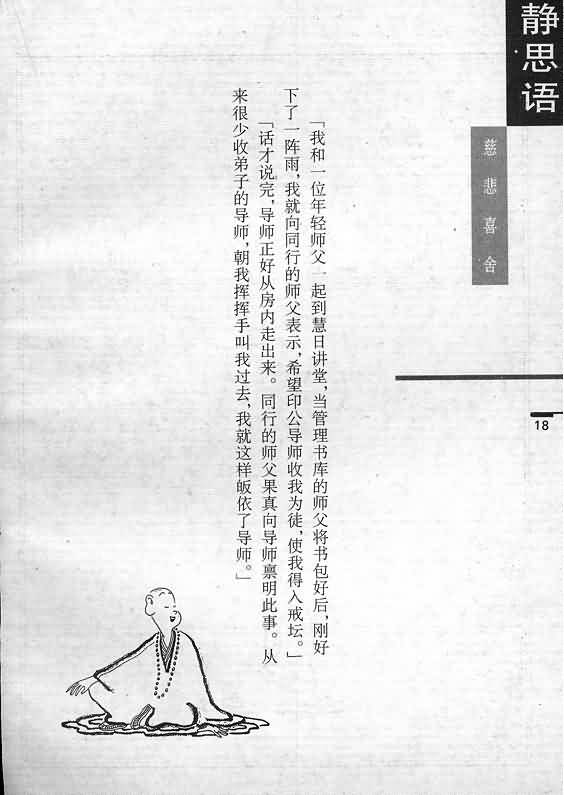 静思语
慈悲喜舍
18
「我和一位年轻师父一起到慧日讲堂,当管理书库的师父将书包好后,刚好
下了一阵雨,我就向同行的师父表示,希望印公导师收我为徒,使我得入戒坛。」
「话才说完,导师正好从房内走出来。同行的师父果真向导师禀明此事。从
来很少收弟子的导师,朝我挥挥手叫我过去,我就这样皈依了导师。」